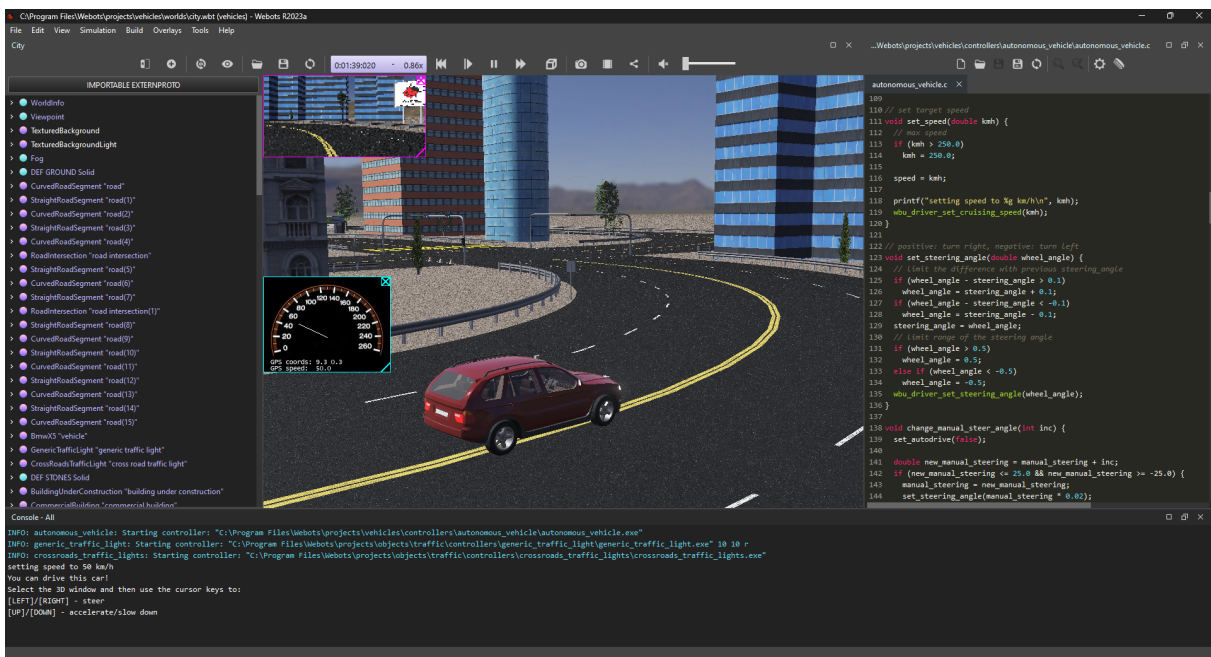 C:\Program Files\Webots\projects\vehicles\worlds\city.wbt (vehicles) - Webots R2023a
File Edit View Simulation Build Overlays Tools Help
City
...Webots\projects\vehicles\controllers\autonomous_vehicle\autonomous_vehicle.c
0:01:39:020 - 0.86x
IMPORTABLE EXTERNPROTO
WorldInfo
Viewpoint
TexturedBackground
TexturedBackgroundLight
Fog
DEF GROUND Solid
CurvedRoadSegment "road"
StraightRoadSegment "road(1)"
CurvedRoadSegment "road(2)"
StraightRoadSegment "road(3)"
CurvedRoadSegment "road(4)"
RoadIntersection "road intersection"
StraightRoadSegment "road(5)"
CurvedRoadSegment "road(6)"
StraightRoadSegment "road(7)"
RoadIntersection "road intersection(1)"
StraightRoadSegment "road(8)"
CurvedRoadSegment "road(9)"
StraightRoadSegment "road(10)"
CurvedRoadSegment "road(11)"
StraightRoadSegment "road(12)"
CurvedRoadSegment "road(13)"
StraightRoadSegment "road(14)"
CurvedRoadSegment "road(15)"
BmwX5 "vehicle"
GenericTrafficLight "generic traffic light"
CrossRoadsTrafficLight "cross road traffic light"
DEF STONES Solid
BuildingUnderConstruction "building under construction"
CommercialBuilding "commercial building"
0 20 40 60 80 100 120 140 160 180 200 220 240 260
GPS coords: 9.3 0.3
GPS speed: 50.0
autonomous_vehicle.c
109
110 // set target speed
111 void set_speed(double kmh) {
112 // max speed
113 if (kmh > 250.0)
114 kmh = 250.0;
115
116 speed = kmh;
117
118 printf("setting speed to %g km/h\n", kmh);
119 wbu_driver_set_cruising_speed(kmh);
120 }
121
122 // positive: turn right, negative: turn left
123 void set_steering_angle(double wheel_angle) {
124 // limit the difference with previous steering_angle
125 if (wheel_angle - steering_angle > 0.1)
126 wheel_angle = steering_angle + 0.1;
127 if (wheel_angle - steering_angle < -0.1)
128 wheel_angle = steering_angle - 0.1;
129 steering_angle = wheel_angle;
130 // limit range of the steering angle
131 if (wheel_angle > 0.5)
132 wheel_angle = 0.5;
133 else if (wheel_angle < -0.5)
134 wheel_angle = -0.5;
135 wbu_driver_set_steering_angle(wheel_angle);
136 }
137
138 void change_manual_steer_angle(int inc) {
139 set_autodrive(false);
140
141 double new_manual_steering = manual_steering + inc;
142 if (new_manual_steering <= 25.0 && new_manual_steering >= -25.0) {
143 manual_steering = new_manual_steering;
144 set_steering_angle(manual_steering * 0.02);
Console - All
INFO: autonomous_vehicle: Starting controller: "C:\Program Files\Webots\projects\vehicles\controllers\autonomous_vehicle\autonomous_vehicle.exe"
INFO: generic_traffic_light: Starting controller: "C:\Program Files\Webots\projects\objects\traffic\controllers\generic_traffic_light\generic_traffic_light.exe" 10 10 r
INFO: crossroads_traffic_lights: Starting controller: "C:\Program Files\Webots\projects\objects\traffic\controllers\crossroads_traffic_lights\crossroads_traffic_lights.exe"
setting speed to 50 km/h
You can drive this car!
Select the 3D window and then use the cursor keys to:
[LEFT]/[RIGHT] - steer
[UP]/[DOWN] - accelerate/slow down